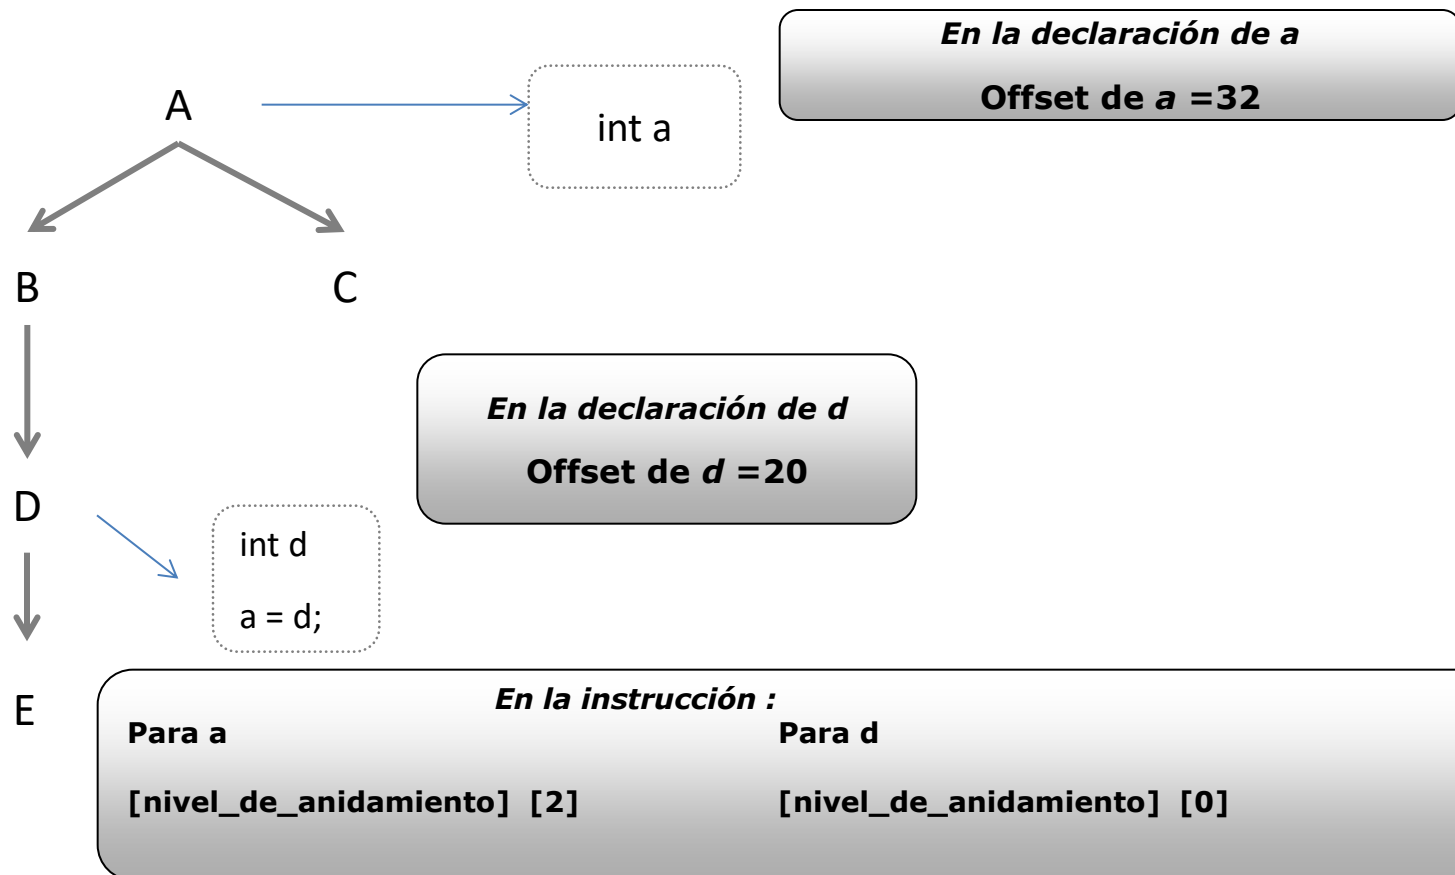 En la declaración de a
Offset de a =32
A
int a
B
C
En la declaración de d
Offset de d =20
D
int d
a = d;
E
En la instrucción :
Para a
Para d
[nivel_de_anidamiento] [2]
[nivel_de_anidamiento] [0]